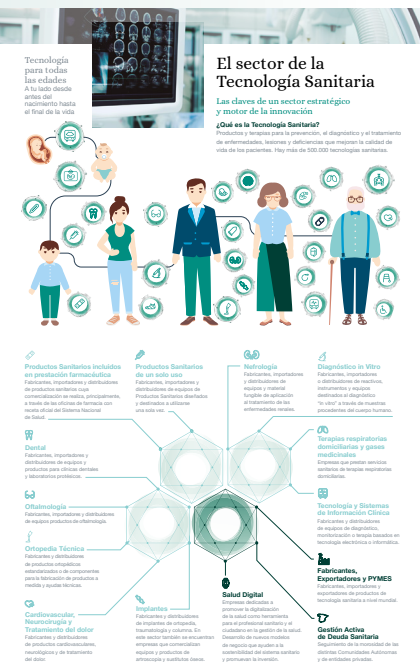 Tecnología
para todas
las edades
A tu lado desde
antes del
nacimiento hasta
el final de la vida
El sector de la
Tecnología Sanitaria
Las claves de un sector estratégico
y motor de la innovación
¿Qué es la Tecnología Sanitaria?
Productos y terapias para la prevención, el diagnóstico y el tratamiento
de enfermedades, lesiones y deficiencias que mejoran la calidad de
vida de los pacientes. Hay más de 500.000 tecnologías sanitarias.
Productos Sanitarios incluidos
en prestación farmacéutica
Fabricantes, importadores y distribuidores
de productos sanitarios cuya
comercialización se realiza, principalmente,
a través de las oficinas de farmacia con
receta oficial del Sistema Nacional
de Salud.
Productos Sanitarios
de un solo uso
Fabricantes, importadores y
distribuidores de equipos de
Productos Sanitarios diseñados
y destinados a utilizarse
una sola vez.
Nefrología
Fabricantes, importadores
y distribuidores de
equipos y material
fungible de aplicación
al tratamiento de las
enfermedades renales.
Diagnóstico in Vitro
Fabricantes, importadores
o distribuidores de reactivos,
instrumentos y equipos
destinados al diagnóstico
"in vitro" a través de muestras
procedentes del cuerpo humano.
Dental
Fabricantes, importadores y
distribuidores de equipos y
productos para clínicas dentales
y laboratorios protésicos.
Terapias respiratorias
domiciliarias y gases
medicinales
Empresas que prestan servicios
sanitarios de terapias respiratorias
domiciliarias.
Oftalmología
Fabricantes, importadores y distribuidores
de equipos productos de oftalmología.
Tecnología y Sistemas
de Información Clínica
Fabricantes y distribuidores
de equipos de diagnóstico,
monitorización o terapia basados en
tecnología electrónica o informática.
Ortopedia Técnica
Fabricantes y distribuidores
de productos ortopédicos
estandarizados o de componentes
para la fabricación de productos a
medida y ayudas técnicas.
Fabricantes,
Exportadores y PYMES
Fabricantes, importadores y
exportadores de productos de
tecnología sanitaria a nivel mundial.
Cardiovascular,
Neurocirugía y
Tratamiento del dolor
Fabricantes y distribuidores
de productos cardiovasculares,
neurológicos y de tratamiento
del dolor.
Implantes
Fabricantes y distribuidores
de implantes de ortopedia,
traumatología y columna. En
este sector también se encuentran
empresas que comercializan
equipos y productos de
artroscopia y sustitutivos óseos.
Salud Digital
Empresas dedicadas a
promover la digitalización
de la salud como herramienta
para el profesional sanitario y el
ciudadano en la gestión de la salud.
de negocio que ayuden a la
sustentabilidad del sistema sanitario
y promuevan la inversión.
Gestión Activa
de Deuda Sanitaria
Seguimiento de la morosidad de las
distintas Comunidades Autónomas
y de entidades privadas.